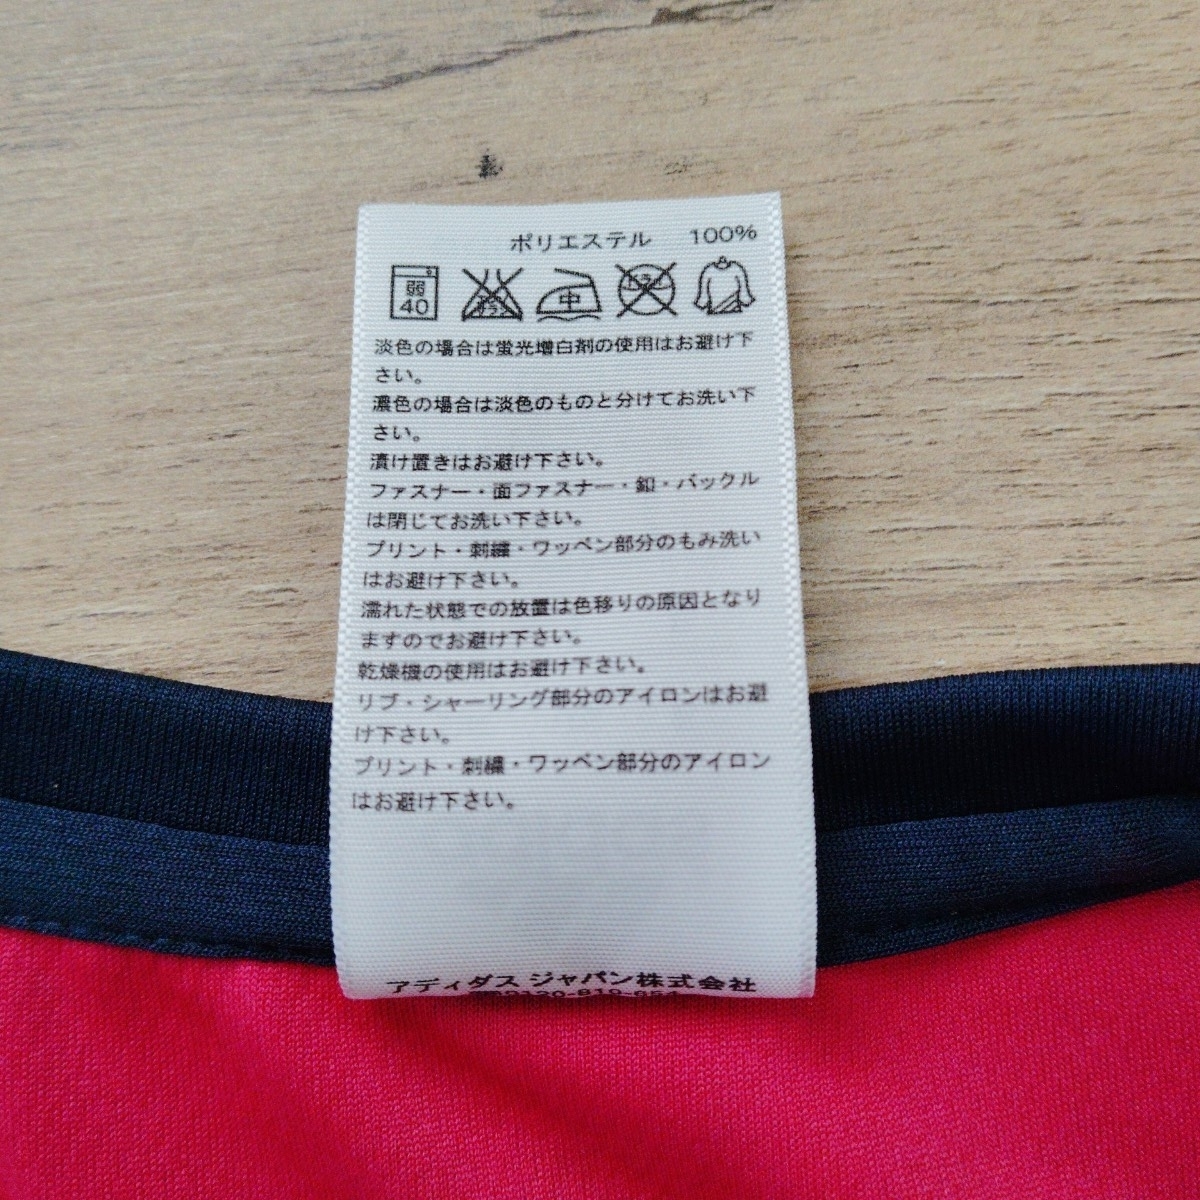 ポリエステル 100%
弱
40
中
淡色の場合は蛍光増白剤の使用はお避け下
さい。
濃色の場合は淡色のものと分けてお洗い下
さい。
漬け置きはお避け下さい。
ファスナー・面ファスナー・釦・バックル
は閉じてお洗い下さい。
プリント・刺繍・ワッペン部分のもみ洗い
はお避け下さい。
濡れた状態での放置は色移りの原因となり
ますのでお避け下さい。
乾燥機の使用はお避け下さい。
リブ・シャーリング部分のアイロンはお避
け下さい。
プリント・刺繍・ワッペン部分のアイロン
はお避け下さい。
アディダス ジャパン株式会社